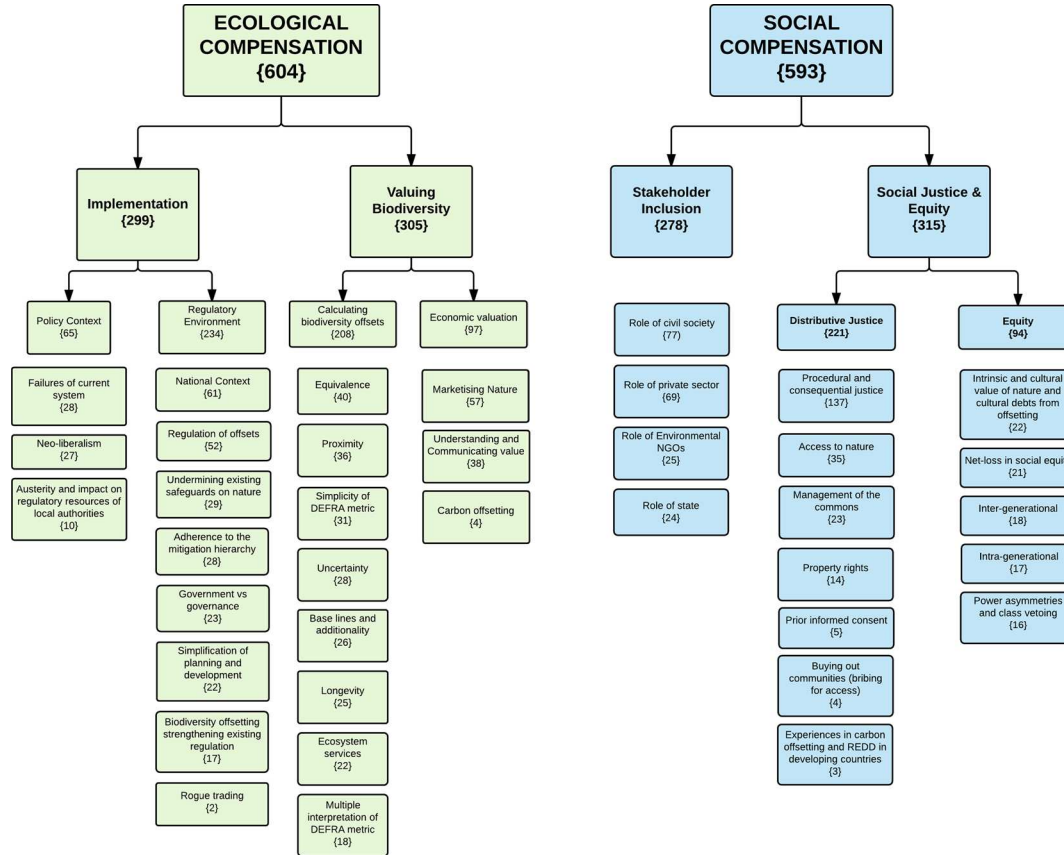 ECOLOGICAL
COMPENSATION
{604}
Implementation
{299}
Valuing
Biodiversity
{305}
Policy Context
{65}
Failures of current
system
{28}
Neo-liberalism
{27}
Austerity and impact on
regulatory resources of
local authorities
{10}
Regulatory
Environment
{234}
National Context
{61}
Regulation of offsets
{52}
Undermining existing
safeguards on nature
{29}
Adherence to the
mitigation hierarchy
{28}
Government vs
governance
{23}
Simplification of
planning and
development
{22}
Biodiversity offsetting
strengthening existing
regulation
{17}
Rogue trading
{2}
Calculating
biodiversity offsets
{208}
Equivalence
{40}
Proximity
{36}
Simplicity of
DEFRA metric
{31}
Uncertainty
{28}
Base lines and
additionality
{26}
Longevity
{25}
Ecosystem
services
{22}
Multiple
interpretation of
DEFRA metric
{18}
Economic valuation
{97}
Marketising Nature
{57}
Understanding and
Communicating value
{38}
Carbon offsetting
{4}
SOCIAL
COMPENSATION
{593}
Stakeholder
Inclusion
{278}
Role of civil society
{77)
Role of private sector
{69}
Role of Environmental
NGOs
{25}
Role of state
{24}
Social Justice &
Equity
{315}
Distributive Justice
{221}
Procedural and
consequential justice
{137}
Access to nature
{35}
Management of the
commons
{23}
Property rights
{14}
Prior informed consent
{5}
Buying out
communities (bribing
for access)
{4}
Experiences in carbon
offsetting and REDD in
developing countries
{3}
Equity
{94}
Intrinsic and cultural
value of nature and
cultural debts from
offsetting
{22}
Net-loss in social equit
{21}
Inter-generational
{18}
Intra-generational
{17}
Power asymmetries
and class vetoing
{16}